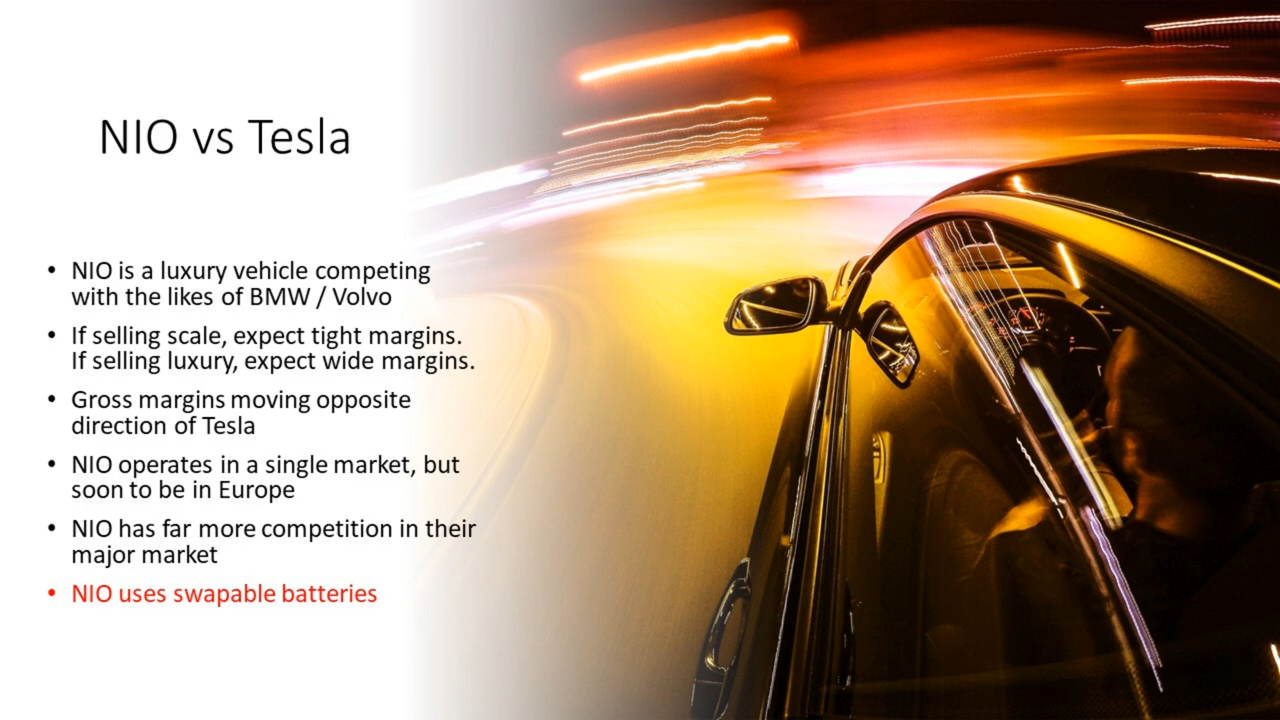 NIO vs Tesla
• NIO is a luxury vehicle competing
with the likes of BMW / Volvo
• If selling scale, expect tight margins.
If selling luxury, expect wide margins.
• Gross margins moving opposite
direction of Tesla
• NIO operates in a single market, but
soon to be in Europe
• NIO has far more competition in their
major market
• NIO uses swapable batteries